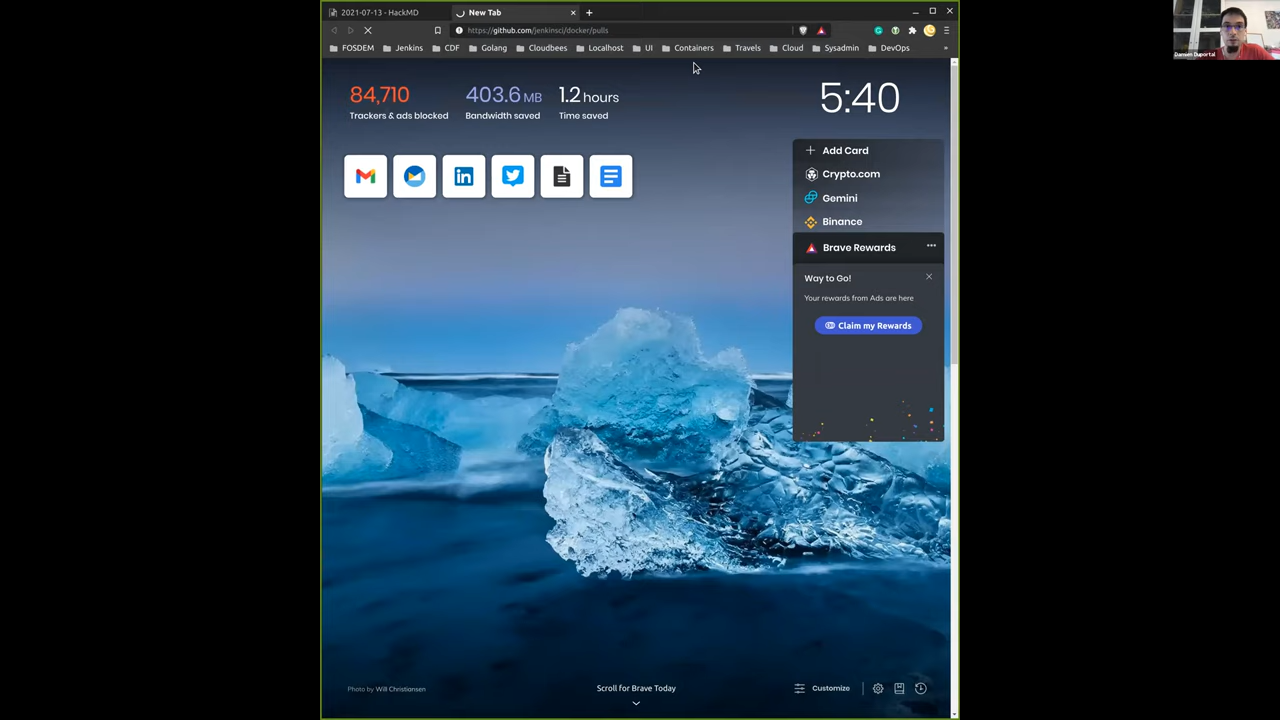 2021-07-13 - HackMD
New Tab
https://github.com/jenkinsci/docker/pulls
FOSDEM
Jenkins
CDF
Golang
Cloudbees
Localhost
UI
Containers
Travels
Cloud
Sysadmin
DevOps
»
84,710
Trackers & ads blocked
403.6 MB
Bandwidth saved
1.2 hours
Time saved
5:40
Add Card
Crypto.com
Gemini
Binance
Brave Rewards
Way to Go!
Your rewards from Ads are here
Claim my Rewards
Photo by Will Christiansen
Scroll for Brave Today
Customize
Damien Duportal